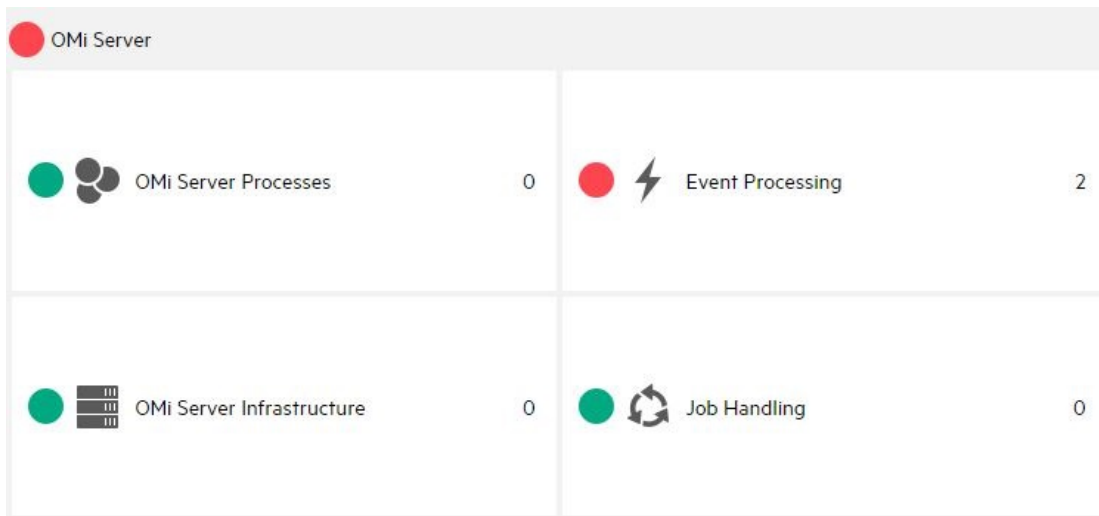 OMi Server
OMi Server Processes 0
Event Processing 2
OMi Server Infrastructure 0
Job Handling 0